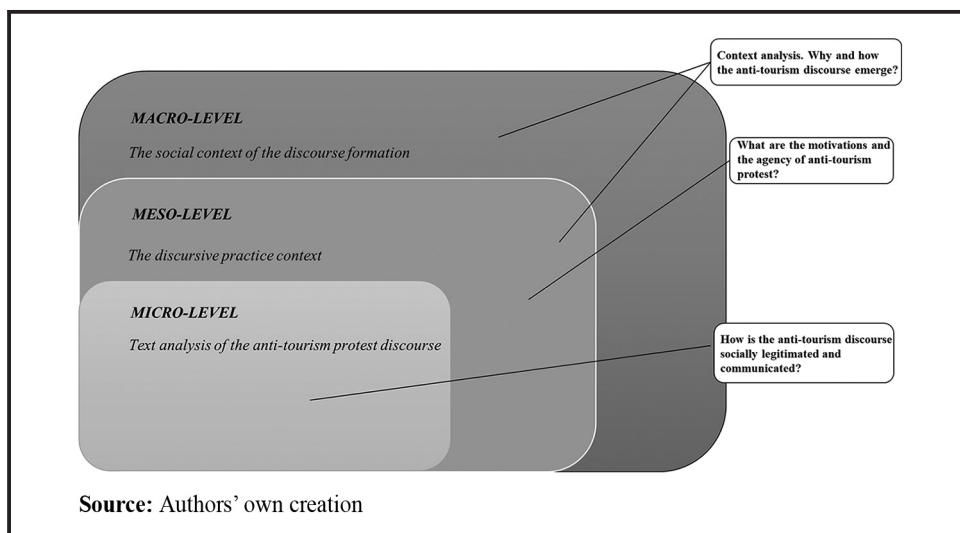 Context analysis. Why and how
the anti-tourism discourse emerge?
MACRO-LEVEL
The social context of the discourse formation
What are the motivations and
the agency of anti-tourism
protest?
MESO-LEVEL
The discursive practice context
MICRO-LEVEL
Text analysis of the anti-tourism protest discourse
How is the anti-tourism discourse
socially legitimated and
communicated?
Source: Authors’ own creation